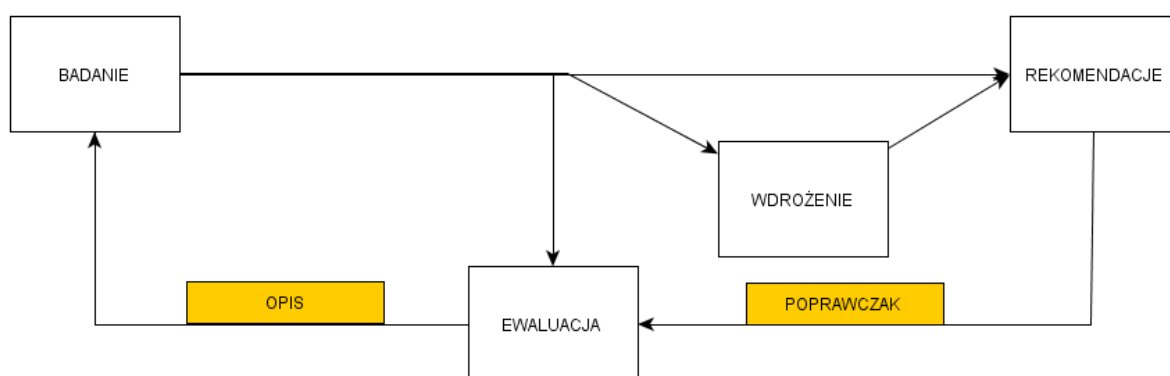 BADANIE
REKOMENDACJE
WDROŻENIE
OPIS
POPRAWCZAK
EWALUACJA